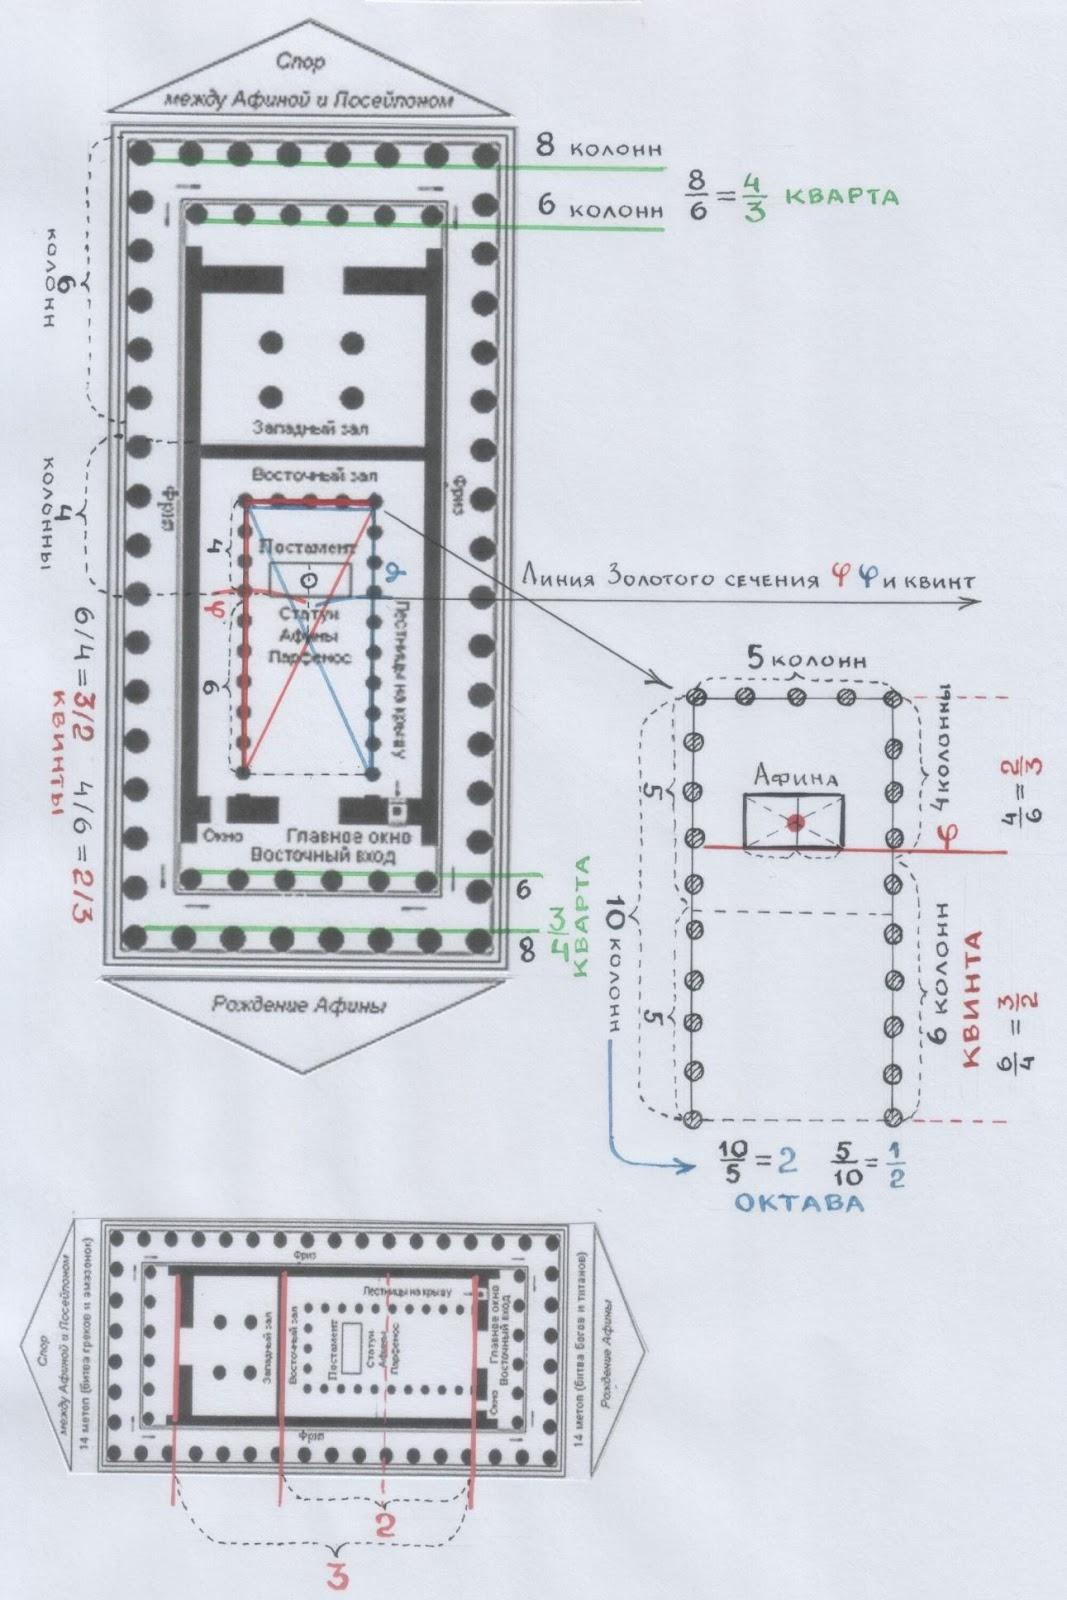 Спор
между Афиной и Посейдоном
8 колонн
6 колонн
8/6 = 4/3 КВАРТА
6 колонн
4 колонны
Западный зал
Восточный зал
Фриз
Фриз
4
Постамент
φ
φ
Статуя
Афины
Парфенос
6
Лестницы на крышу
Линия Золотого сечения φ φ и квинт
6/4 = 3/2 4/6 = 2/3
КВИНТЫ
Окно
Главное окно
Восточный вход
6
8
3/4 КВАРТА
Рождение Афины
5 колонн
5
5
10 колонн
Афина
4 колонны
4/6 = 2/3
φ
6 колонн
КВИНТА
6/4 = 3/2
10/5 = 2 5/10 = 1/2
ОКТАВА
Спор
между Афиной и Посейдоном
14 метоп (битва греков и амазонок)
Фриз
Лестницы на крышу
Западный зал
Восточный зал
Постамент
Статуя
Афины
Парфенос
Окно
Главное окно
Восточный вход
Фриз
14 метоп (битва богов и титанов)
Рождение Афины
2
3